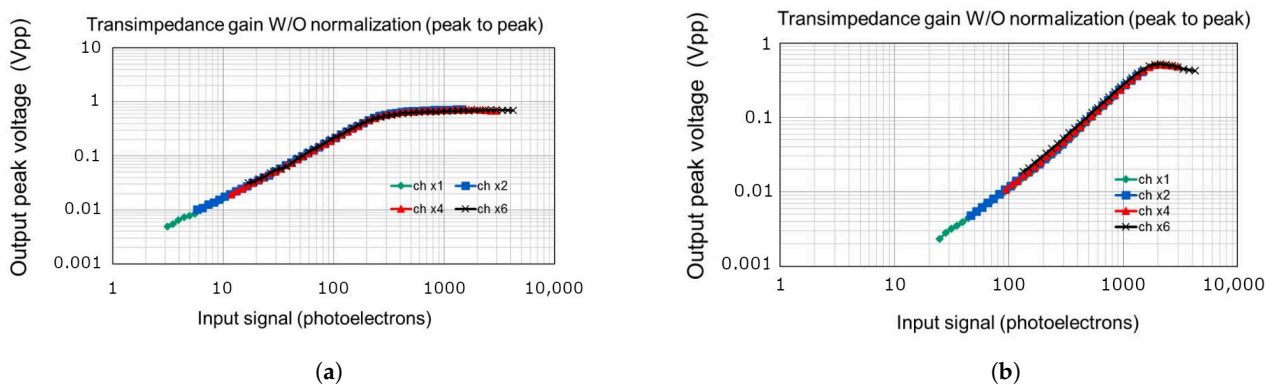 Transimpedance gain W/O normalization (peak to peak)
Output peak voltage (Vpp)
10
1
0.1
0.01
0.001
ch x1 ch x2
ch x4 ch x6
1 10 100 1000 10,000
Input signal (photoelectrons)
(a)
Transimpedance gain W/O normalization (peak to peak)
Output peak voltage (Vpp)
1
0.1
0.01
0.001
ch x1
ch x2
ch x4
ch x6
1 10 100 1000 10,000
Input signal (photoelectrons)
(b)